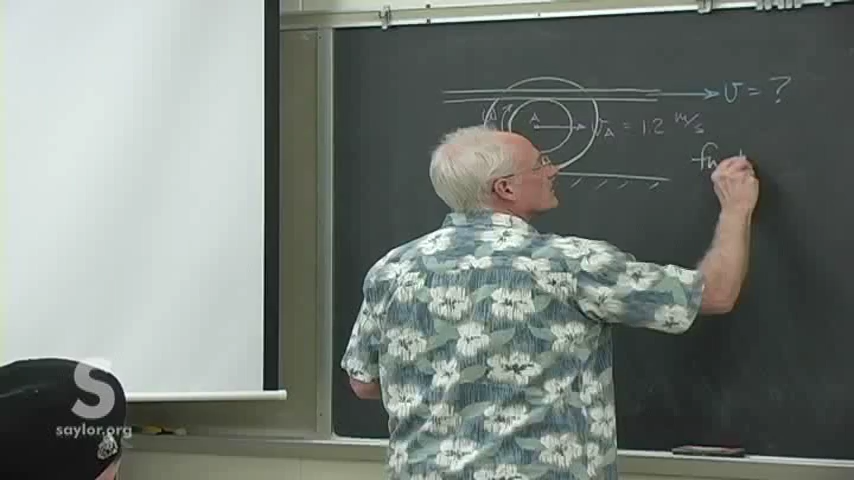 v = ?
A v_A = 1.2 m/s
S
saylor.org